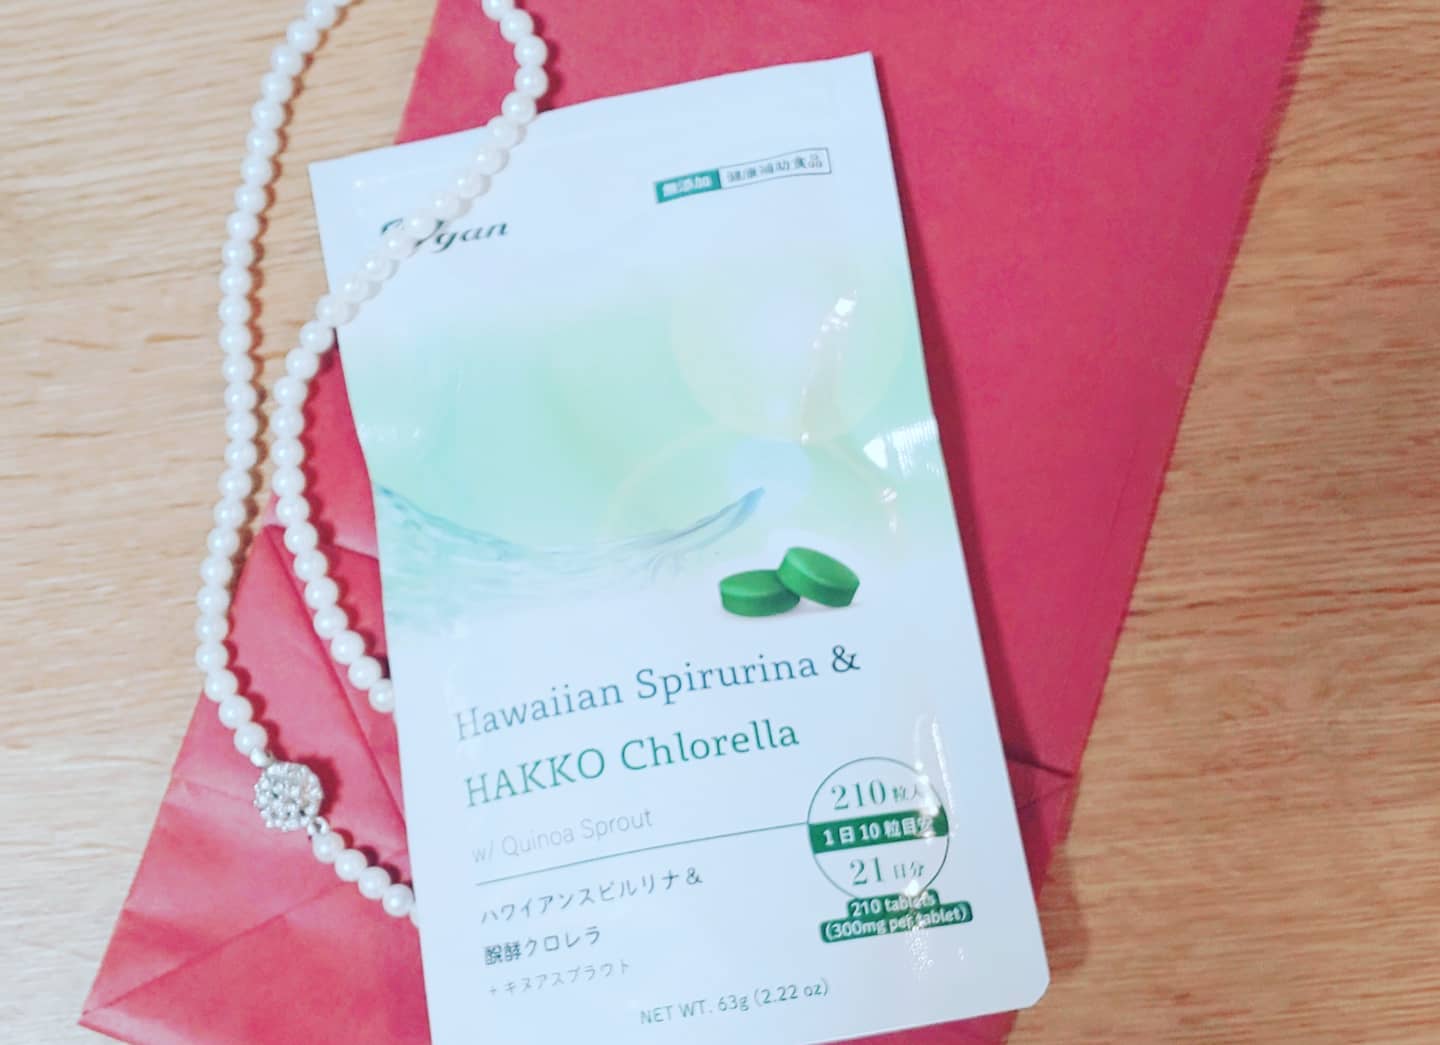 無添加 健康補助食品
Hawaiian Spirurina &
HAKKO Chlorella
w/ Quinoa Sprout
210粒入
1日10粒目安
21日分
210 tablets
(300mg per tablet)
ハワイアンスピルリナ&
醗酵クロレラ
+キヌアスプラウト
NET WT. 63g (2.22 oz)